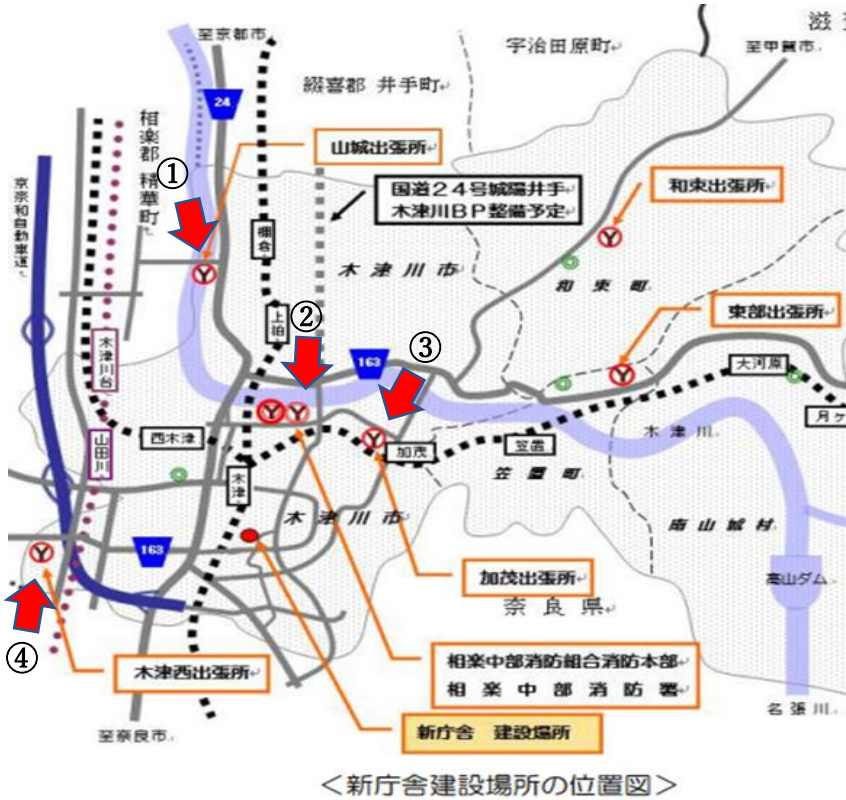 滋
至京都市
宇治田原町
至甲賀市
綴喜郡 井手町
24
相楽郡 精華町
①
山城出張所
京奈和自動車道
国道24号城陽井手
木津川BP整備予定
和束出張所
棚倉
木津川市
和束町
東部出張所
上狛
②
③
163
木津川台
大河原
月ヶ
西木津
加茂
笠置
木津川
山田川
木津
笠置町
木津川市
南山城村
163
加茂出張所
高山ダム
奈良県
④
木津西出張所
相楽中部消防組合消防本部
相楽中部消防署
名張川
新庁舎 建設場所
至奈良市
＜新庁舎建設場所の位置図＞